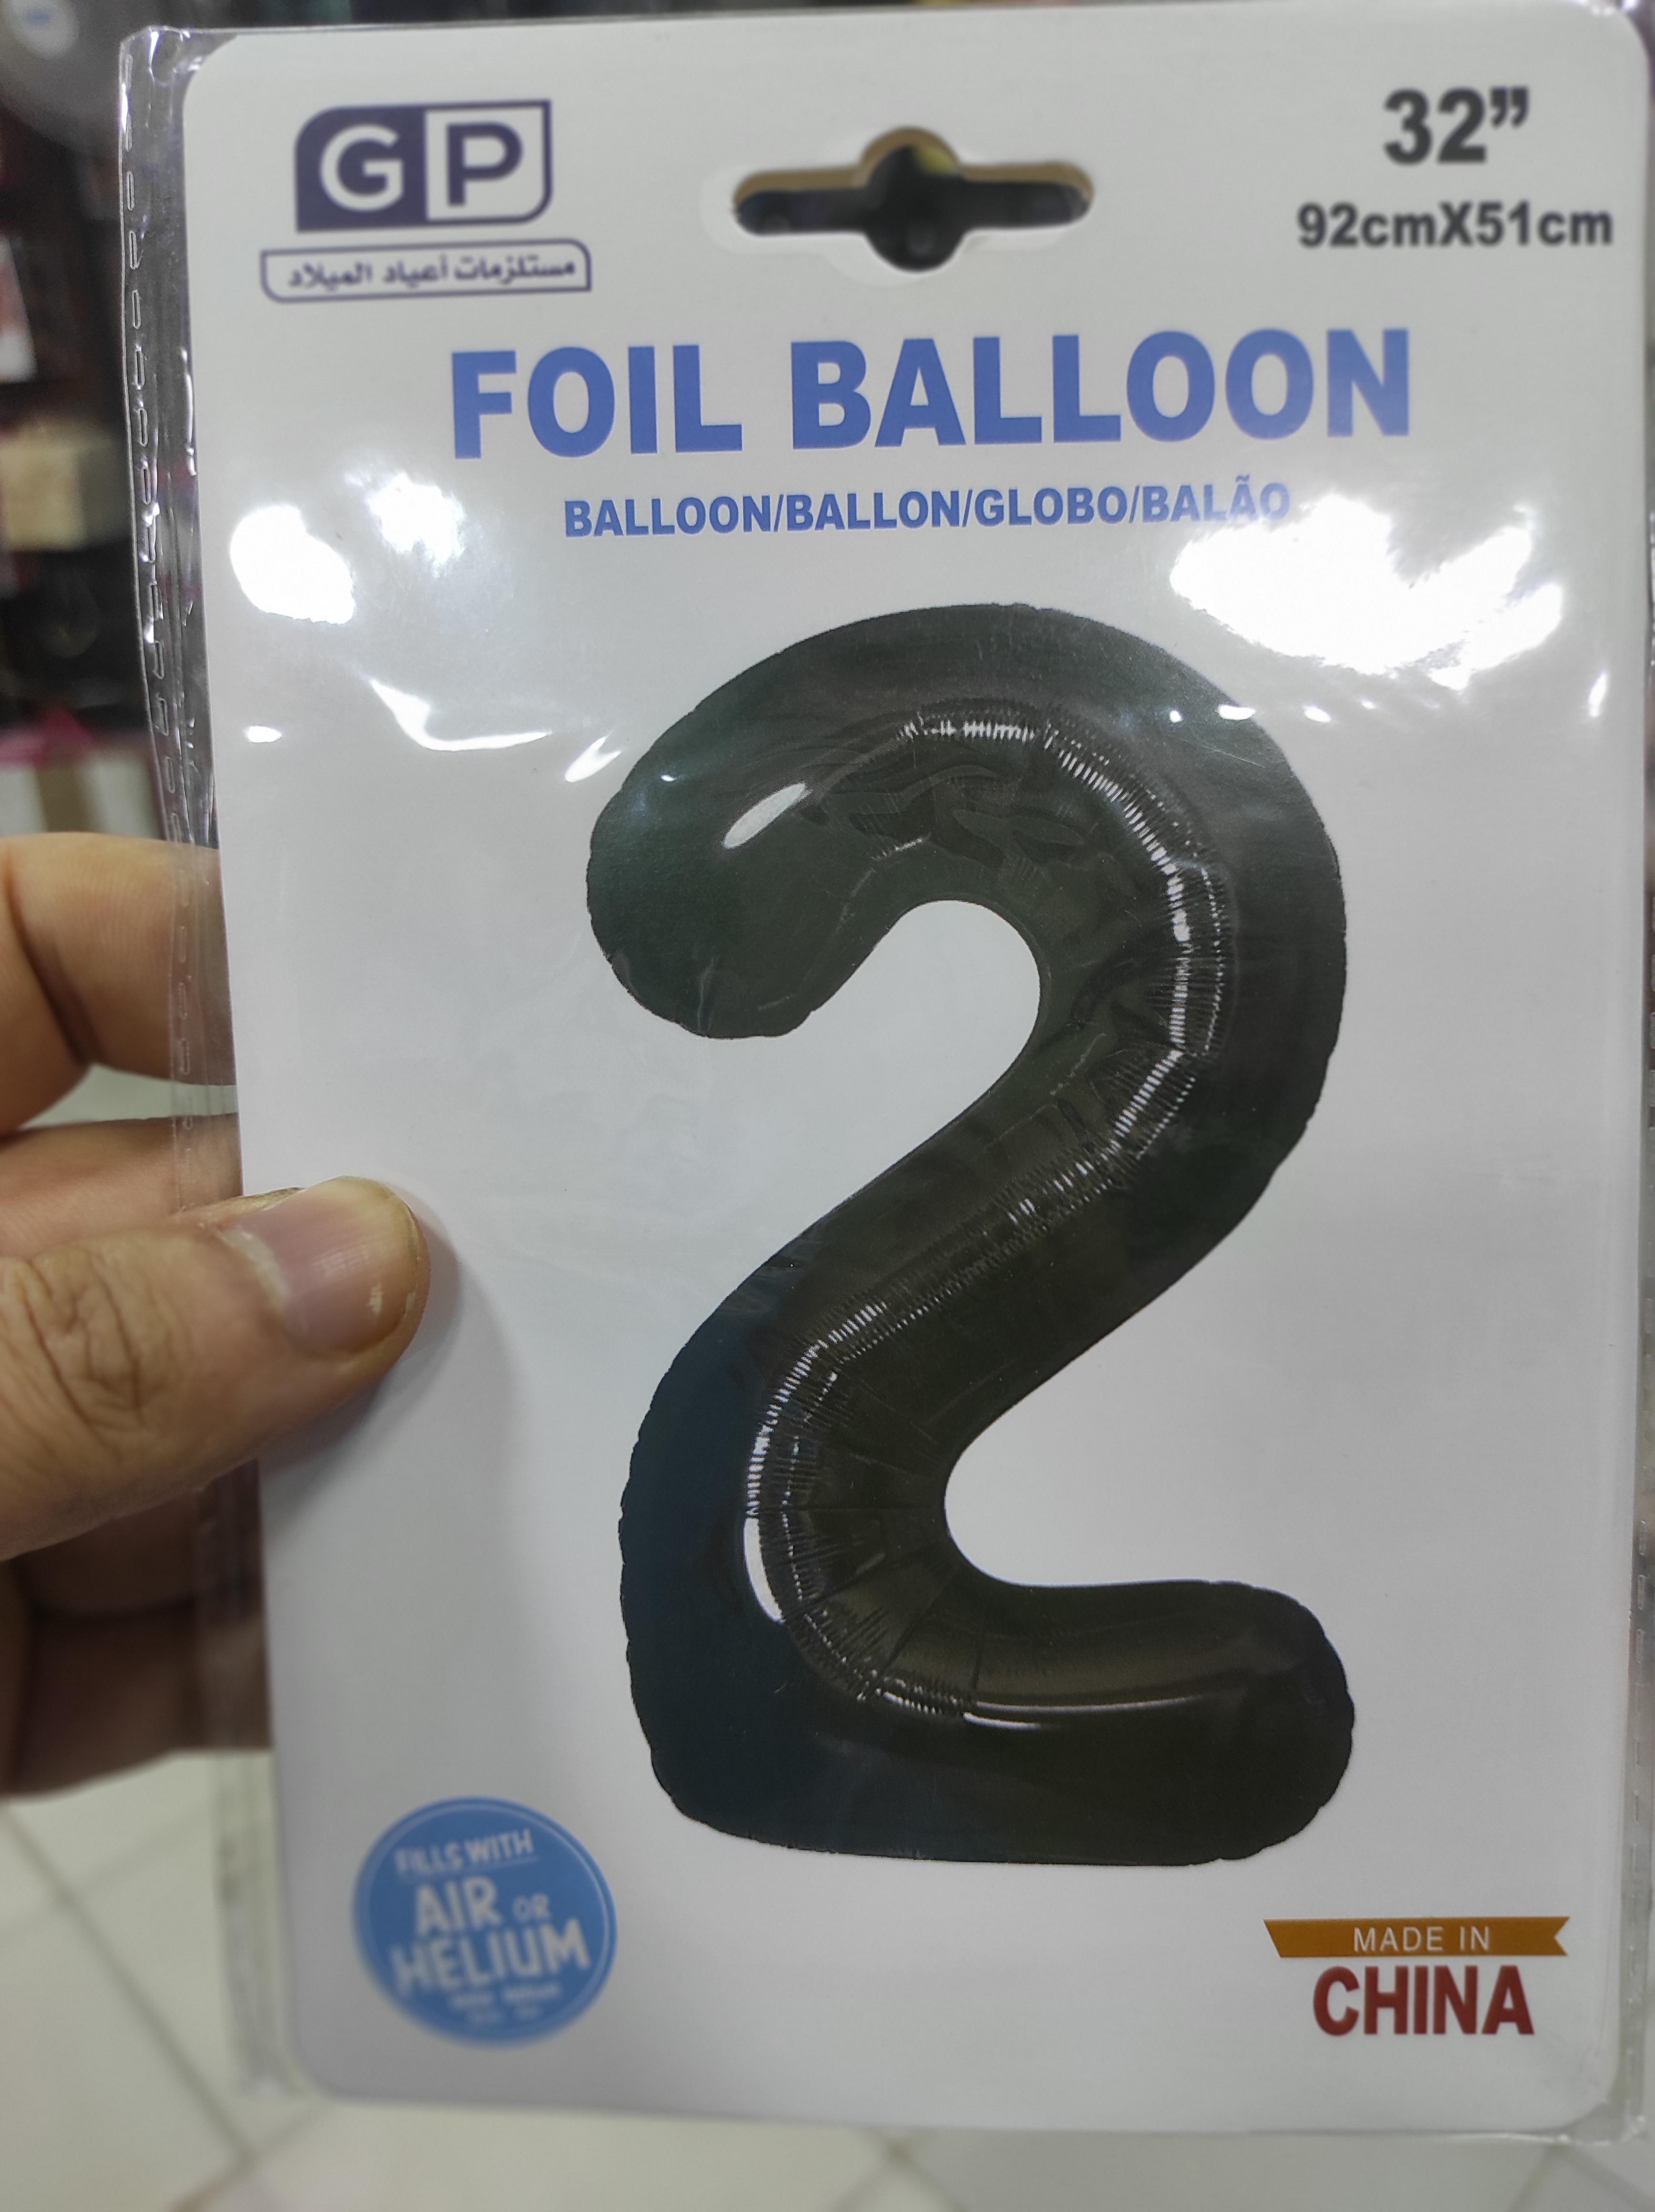 GP
مستلزمات أعياد الميلاد
32”
92cmX51cm
FOIL BALLOON
BALLOON/BALLON/GLOBO/BALÃO
FILLS WITH
AIR OR
HELIUM
MADE IN
CHINA